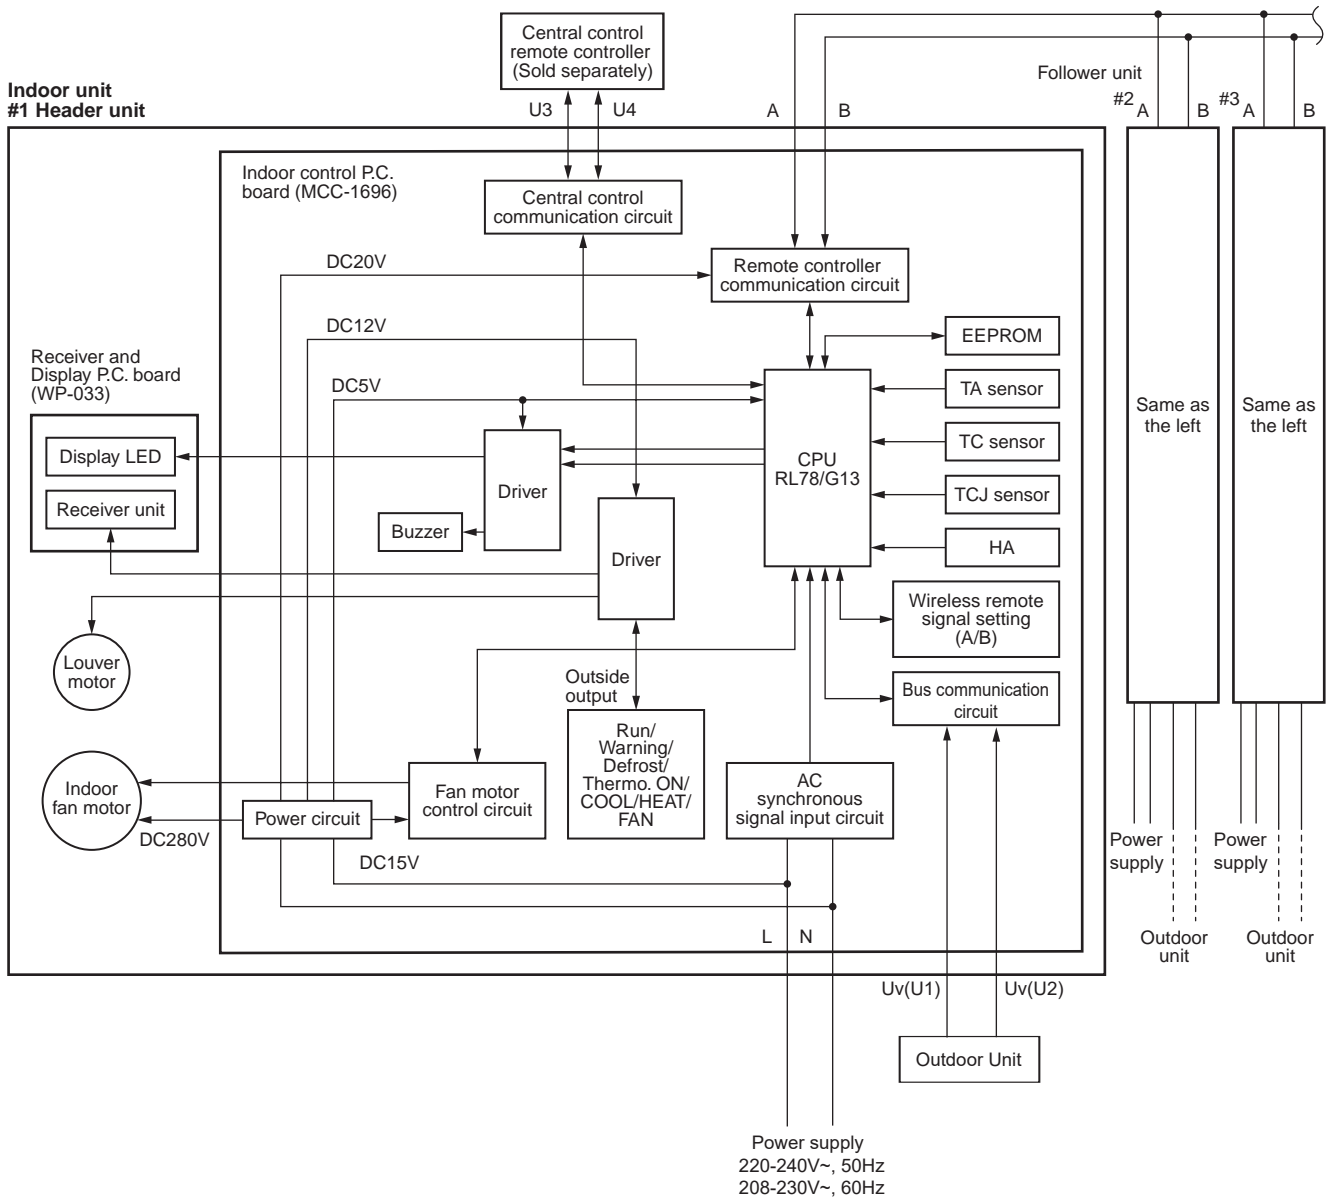 Central control
remote controller
(Sold separately)
Indoor unit
#1 Header unit
U3
U4
A
B
Follower unit
#2
A
B
#3
A
B
Indoor control P.C.
board (MCC-1696)
Central control
communication circuit
DC20V
Remote controller
communication circuit
DC12V
EEPROM
Receiver and
Display P.C. board
(WP-033)
DC5V
TA sensor
Same as
the left
Same as
the left
Display LED
TC sensor
CPU
RL78/G13
Driver
TCJ sensor
Receiver unit
Buzzer
HA
Driver
Wireless remote
signal setting
(A/B)
Louver
motor
Outside
output
Bus communication
circuit
Run/
Warning/
Defrost/
Thermo. ON/
COOL/HEAT/
FAN
Indoor
fan motor
Fan motor
control circuit
AC
synchronous
signal input circuit
Power circuit
DC280V
DC15V
Power
supply
Power
supply
L
N
Outdoor
unit
Outdoor
unit
Uv(U1)
Uv(U2)
Outdoor Unit
Power supply
220-240V~, 50Hz
208-230V~, 60Hz